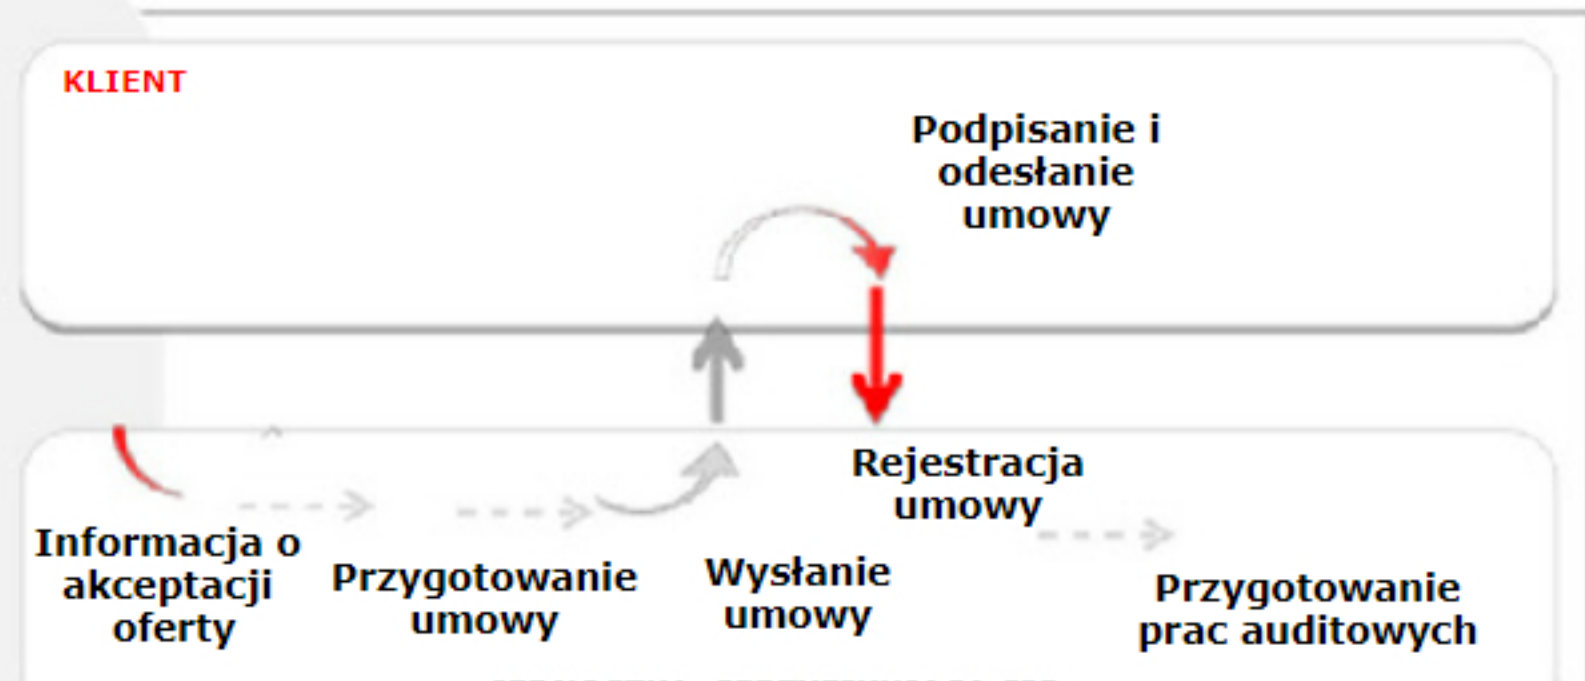 KLIENT
Podpisanie i
odesłanie
umowy
Rejestracja
umowy
Informacja o
akceptacji
oferty
Przygotowanie
umowy
Wysłanie
umowy
Przygotowanie
prac auditowych